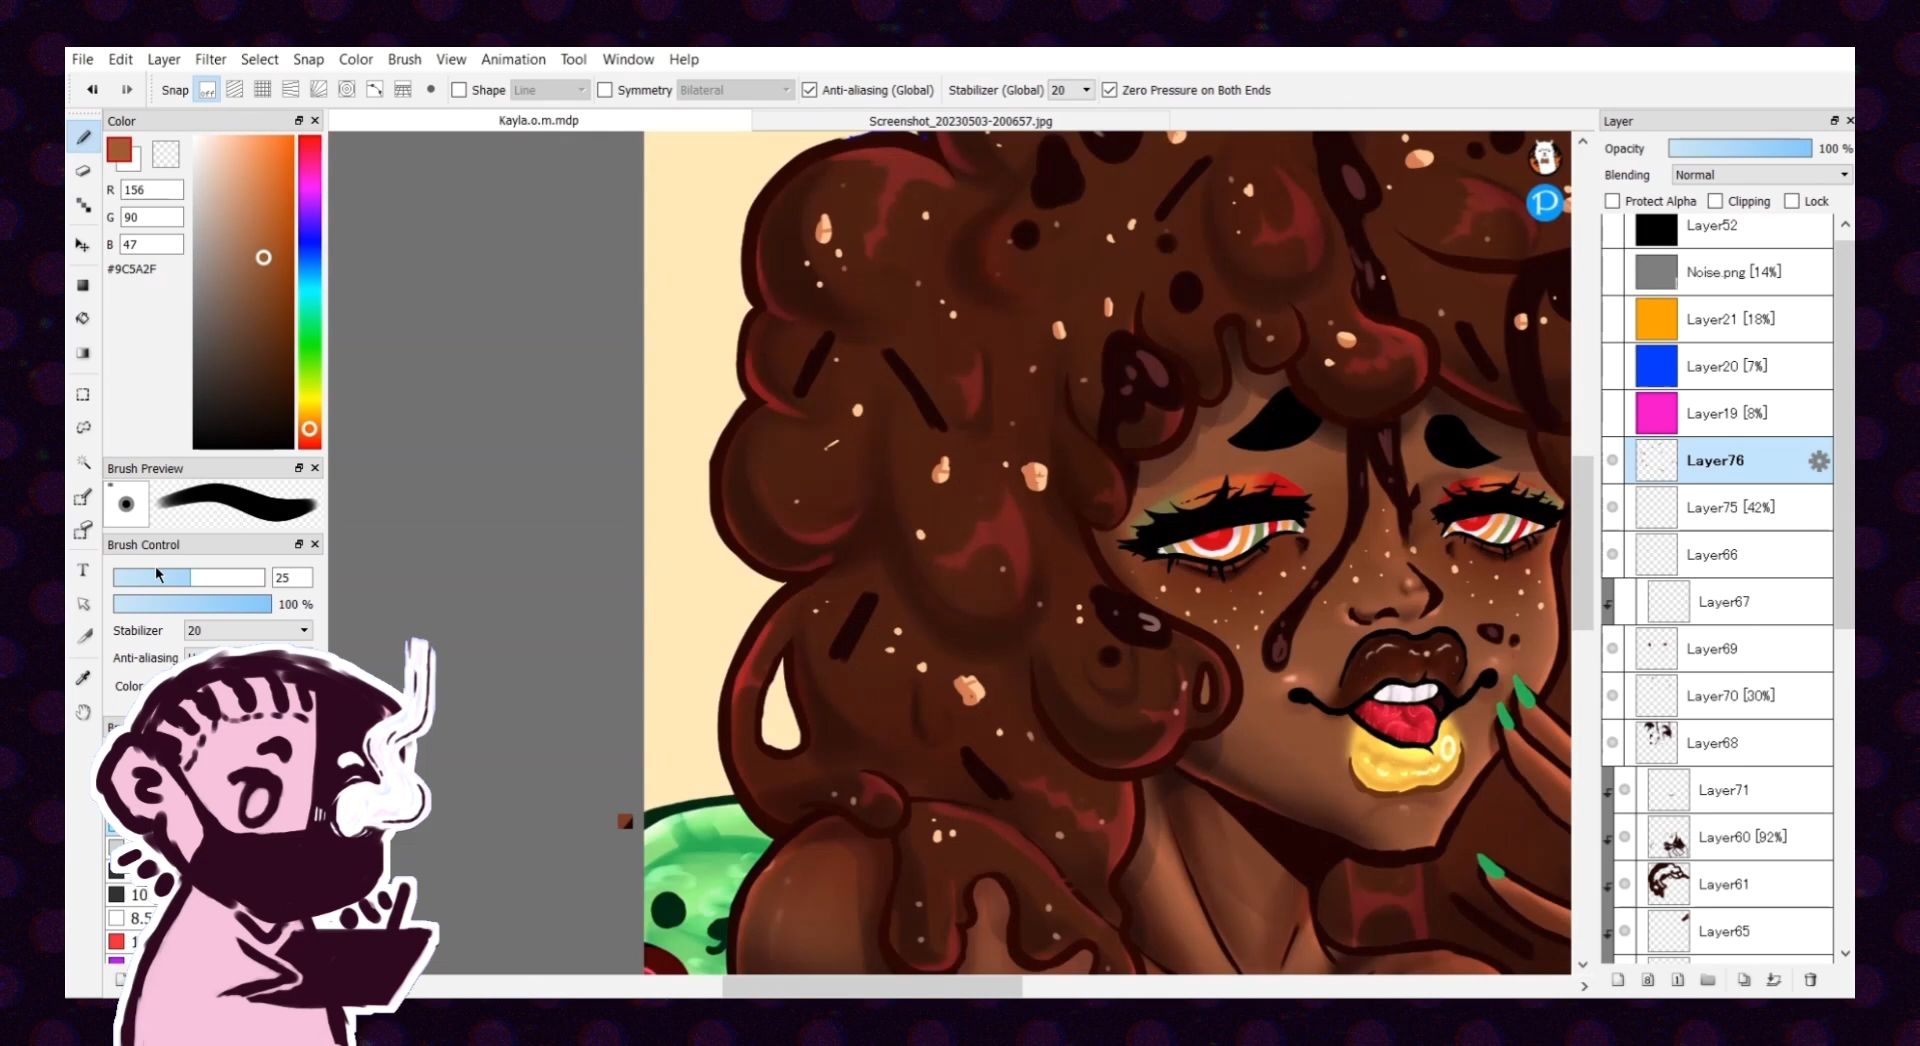 File Edit Layer Filter Select Snap Color Brush View Animation Tool Window Help
Snap off Shape Line Symmetry Bilateral Anti-aliasing (Global) Stabilizer (Global) 20 Zero Pressure on Both Ends
Color
Kayla.o.m.mdp
Screenshot_20230503-200657.jpg
Layer
R 156
G 90
B 47
#9C5A2F
Opacity 100 %
Blending Normal
Protect Alpha Clipping Lock
Layer52
Noise.png [14%]
Layer21 [18%]
Layer20 [7%]
Layer19 [8%]
Layer76
Layer75 [42%]
Layer66
Layer67
Layer69
Layer70 [30%]
Layer68
Layer71
Layer60 [92%]
Layer61
Layer65
Brush Preview
Brush Control
25
100 %
Stabilizer 20
Anti-aliasing
Color
10
8.5
1